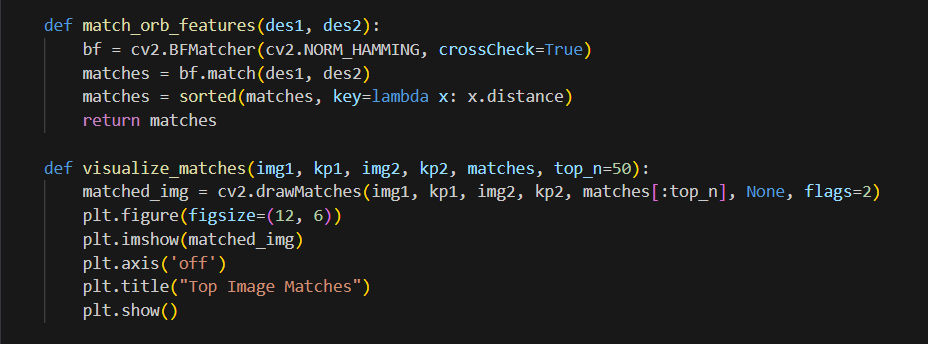 def match_orb_features(des1, des2):
    bf = cv2.BFMatcher(cv2.NORM_HAMMING, crossCheck=True)
    matches = bf.match(des1, des2)
    matches = sorted(matches, key=lambda x: x.distance)
    return matches

def visualize_matches(img1, kp1, img2, kp2, matches, top_n=50):
    matched_img = cv2.drawMatches(img1, kp1, img2, kp2, matches[:top_n], None, flags=2)
    plt.figure(figsize=(12, 6))
    plt.imshow(matched_img)
    plt.axis('off')
    plt.title("Top Image Matches")
    plt.show()